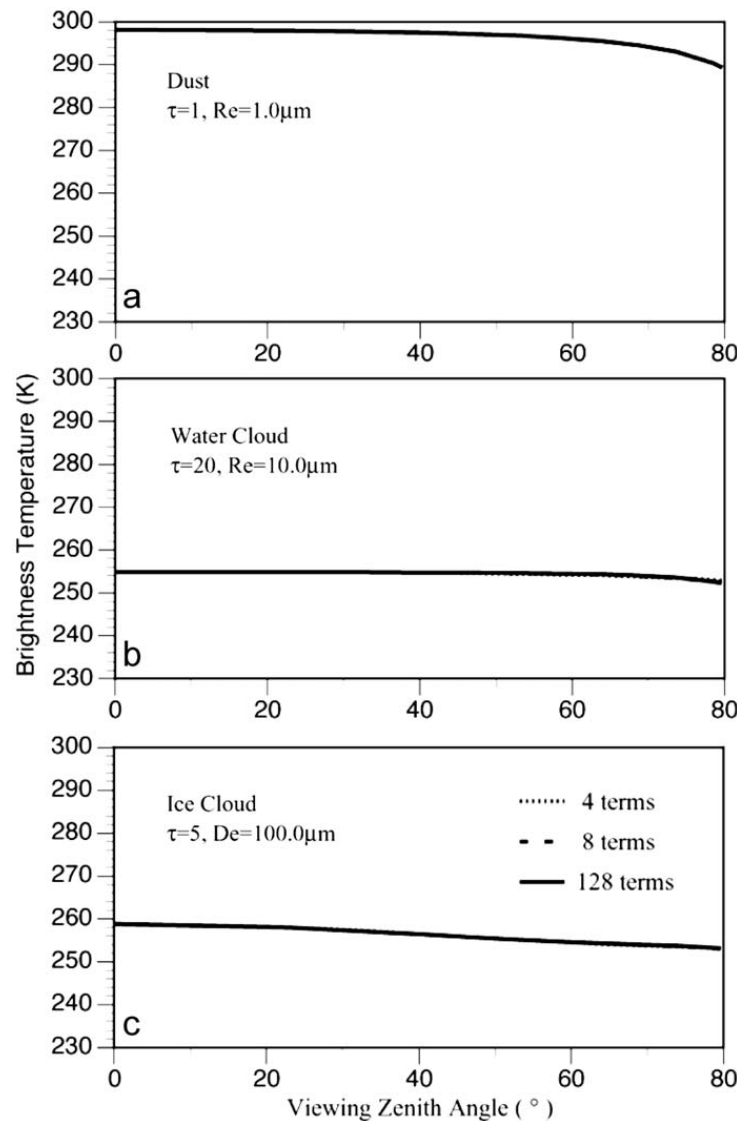 Brightness Temperature (K)
300
290
280
270
260
250
240
230
Dust
τ=1, Re=1.0μm
a
0 20 40 60 80
300
290
280
270
260
250
240
230
Water Cloud
τ=20, Re=10.0μm
b
0 20 40 60 80
300
290
280
270
260
250
240
230
Ice Cloud
τ=5, De=100.0μm
4 terms
8 terms
128 terms
c
0 20 40 60 80
Viewing Zenith Angle ( ° )